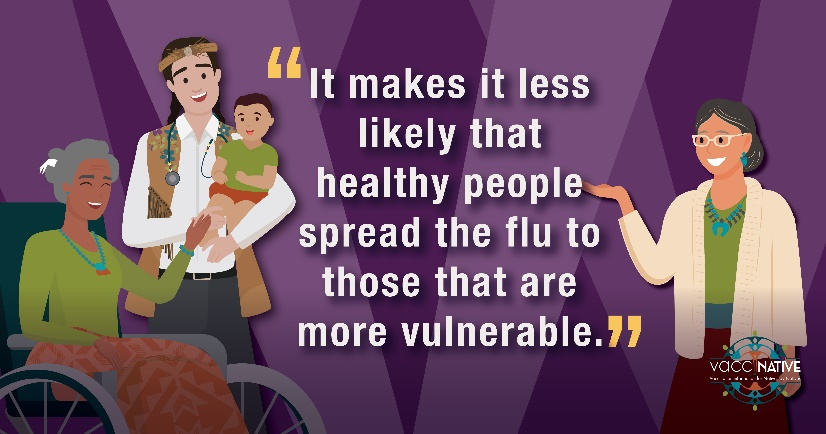 “It makes it less
likely that
healthy people
spread the flu to
those that are
more vulnerable.”
VACCINATIVE